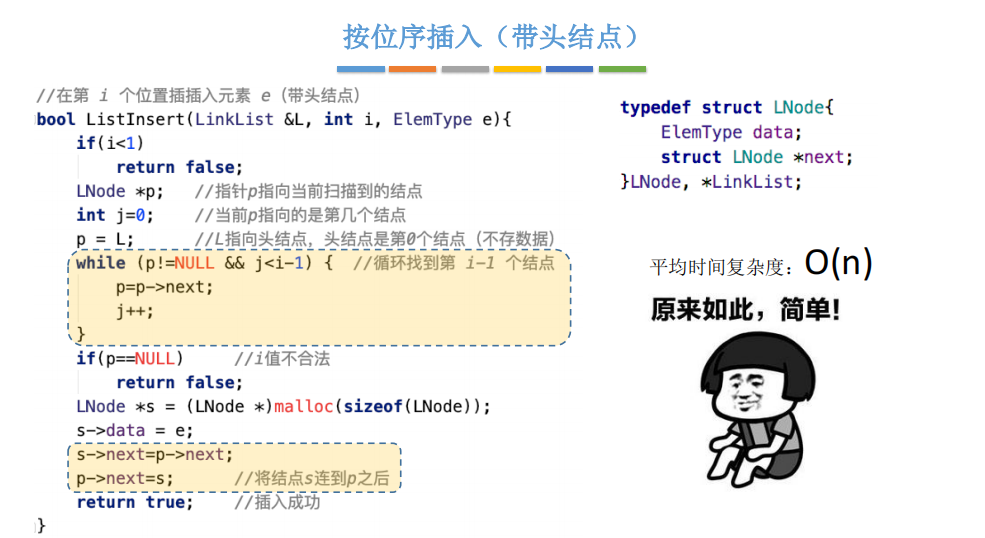 按位序插入（带头结点）
//在第 i 个位置插插入元素 e（带头结点）
bool ListInsert(LinkList &L, int i, ElemType e){
if(i<1)
return false;
LNode *p; //指针p指向当前扫描到的结点
int j=0; //当前p指向的是第几个结点
p = L; //L指向头结点，头结点是第0个结点（不存数据）
while (p!=NULL && j<i-1) { //循环找到第 i-1 个结点
p=p->next;
j++;
}
if(p==NULL) //i值不合法
return false;
LNode *s = (LNode *)malloc(sizeof(LNode));
s->data = e;
s->next=p->next;
p->next=s; //将结点s连到p之后
return true; //插入成功
}
typedef struct LNode{
ElemType data;
struct LNode *next;
}LNode, *LinkList;
平均时间复杂度：O(n)
原来如此，简单!